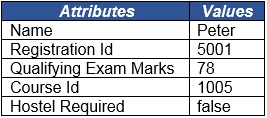 Attributes Values
Name Peter
Registration Id 5001
Qualifying Exam Marks 78
Course Id 1005
Hostel Required false